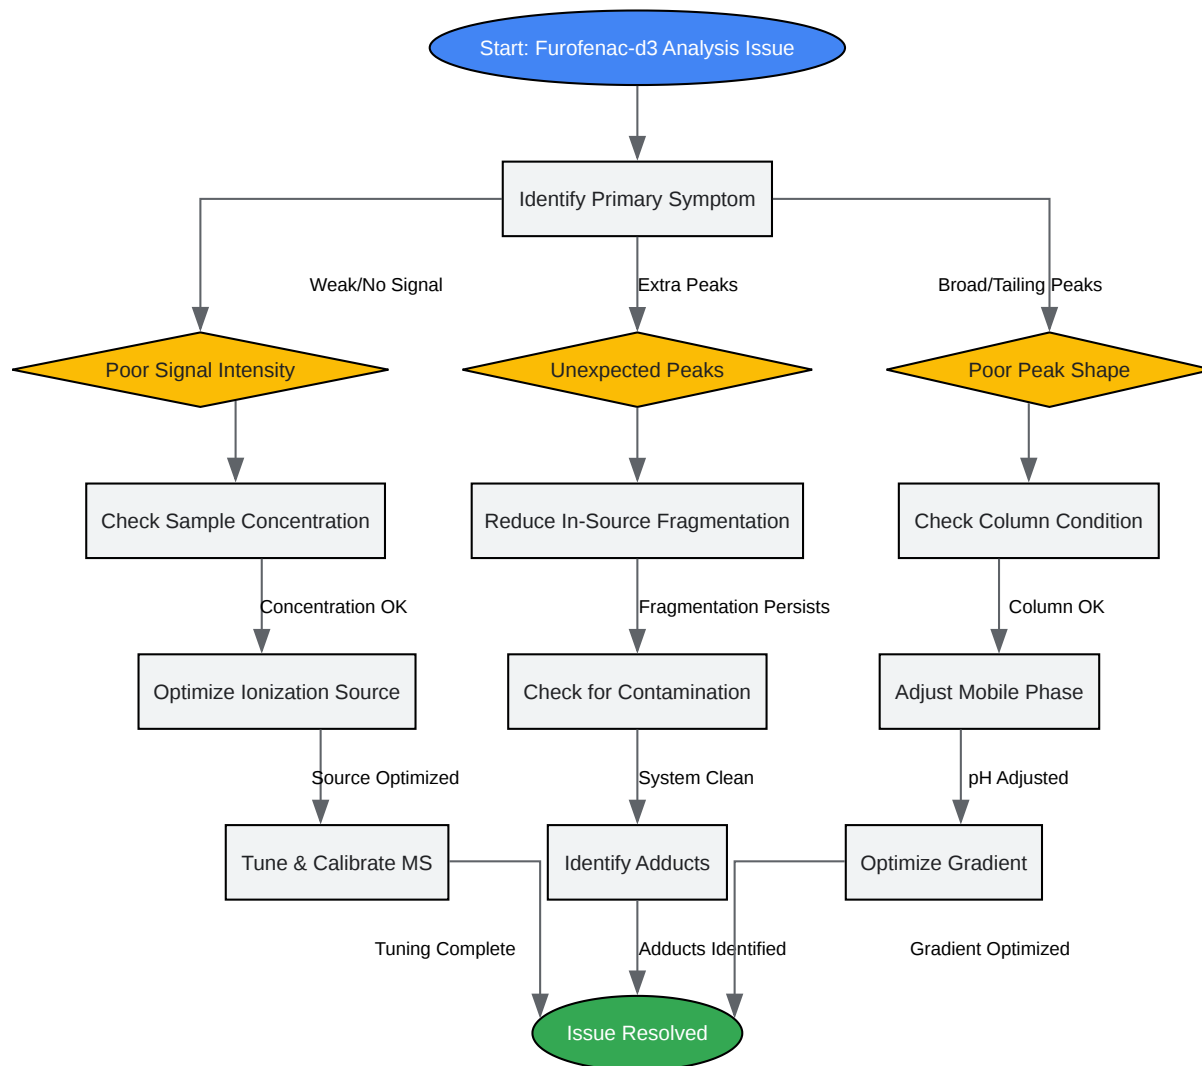 Start: Furofenac-d3 Analysis Issue
Identify Primary Symptom
Weak/No Signal
Extra Peaks
Broad/Tailing Peaks
Poor Signal Intensity
Unexpected Peaks
Poor Peak Shape
Check Sample Concentration
Reduce In-Source Fragmentation
Check Column Condition
Concentration OK
Fragmentation Persists
Column OK
Optimize Ionization Source
Check for Contamination
Adjust Mobile Phase
Source Optimized
System Clean
pH Adjusted
Tune & Calibrate MS
Identify Adducts
Optimize Gradient
Tuning Complete
Adducts Identified
Gradient Optimized
Issue Resolved